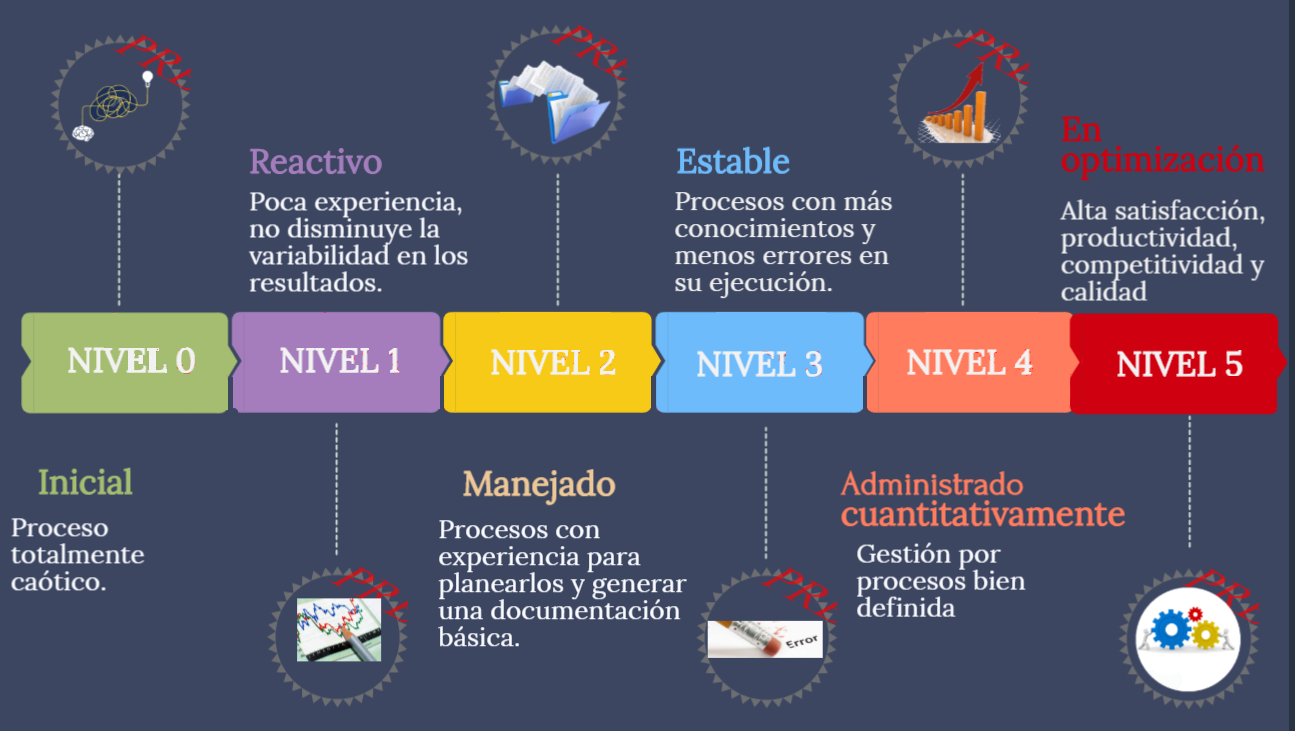 PRL
PRL
PRL
Reactivo
Poca experiencia,
no disminuye la
variabilidad en los
resultados.
Estable
Procesos con más
conocimientos y
menos errores en
su ejecución.
En
optimización
Alta satisfacción,
productividad,
competitividad y
calidad
NIVEL 0
NIVEL 1
NIVEL 2
NIVEL 3
NIVEL 4
NIVEL 5
Inicial
Proceso
totalmente
caótico.
Manejado
Procesos con
experiencia para
planearlos y generar
una documentación
básica.
Administrado
cuantitativamente
Gestión por
procesos bien
definida
PRL
PRL
Error
PRL